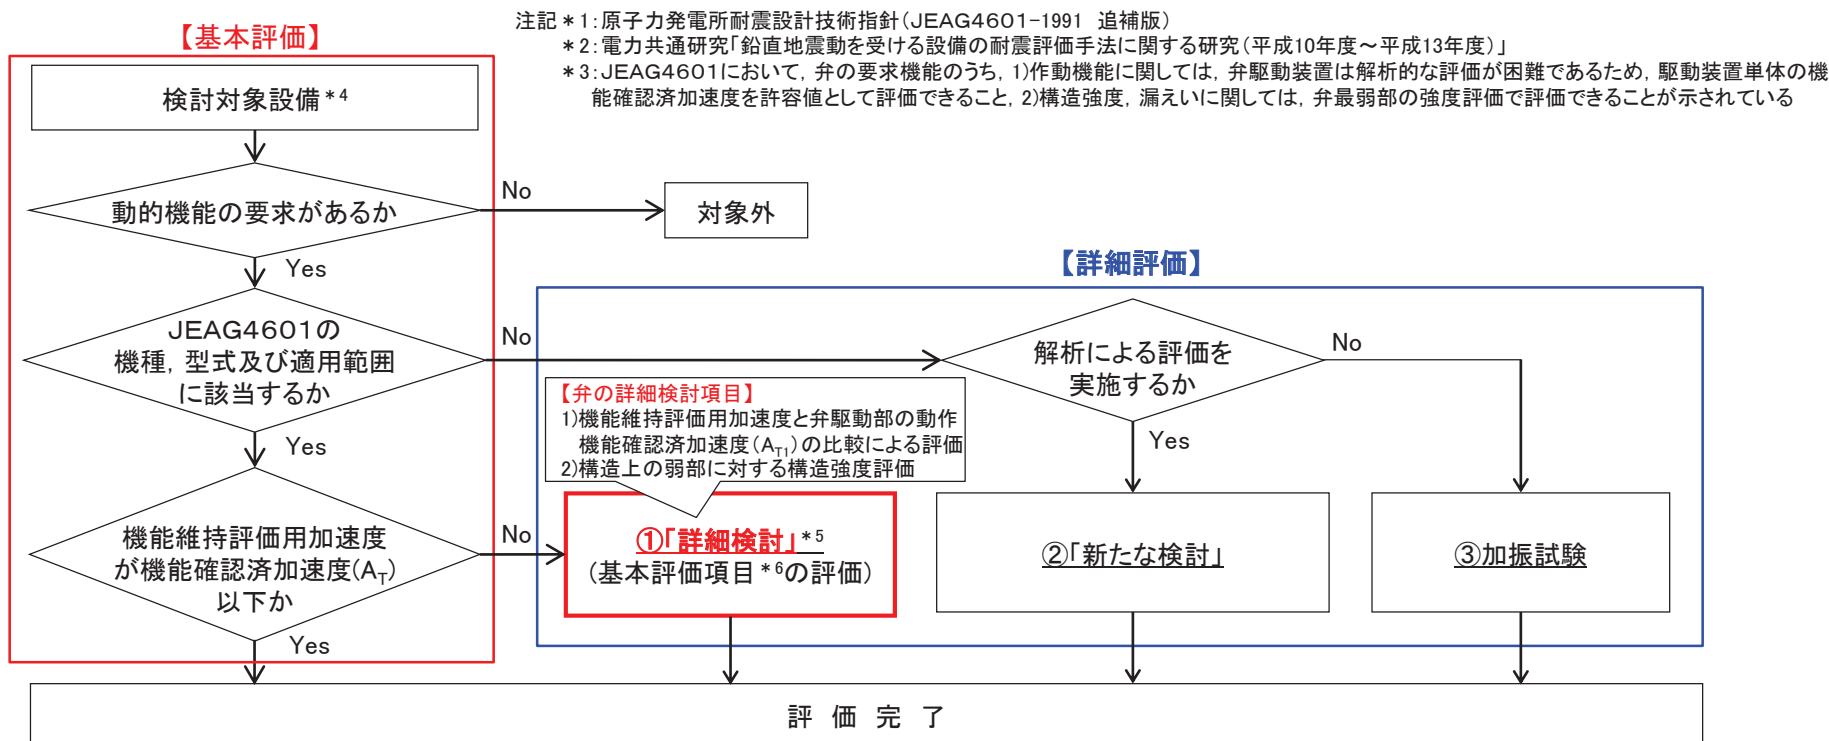 注記＊1：原子力発電所耐震設計技術指針（JEAG4601-1991　追補版）
＊2：電力共通研究「鉛直地震動を受ける設備の耐震評価手法に関する研究（平成10年度～平成13年度）」
＊3：JEAG4601において，弁の要求機能のうち，1）作動機能に関しては，弁駆動装置は解析的な評価が困難であるため，駆動装置単体の機
能確認済加速度を許容値として評価できること，2）構造強度，漏えいに関しては，弁最弱部の強度評価で評価できることが示されている
【基本評価】
検討対象設備＊4
動的機能の要求があるか
No
対象外
Yes
JEAG4601の
機種，型式及び適用範囲
に該当するか
No
Yes
機能維持評価用加速度
が機能確認済加速度(AT)
以下か
No
Yes
【詳細評価】
解析による評価を
実施するか
No
Yes
【弁の詳細検討項目】
1）機能維持評価用加速度と弁駆動部の動作
機能確認済加速度（AT1）の比較による評価
2）構造上の弱部に対する構造強度評価
①「詳細検討」＊5
（基本評価項目＊6の評価）
②「新たな検討」
③加振試験
評　価　完　了